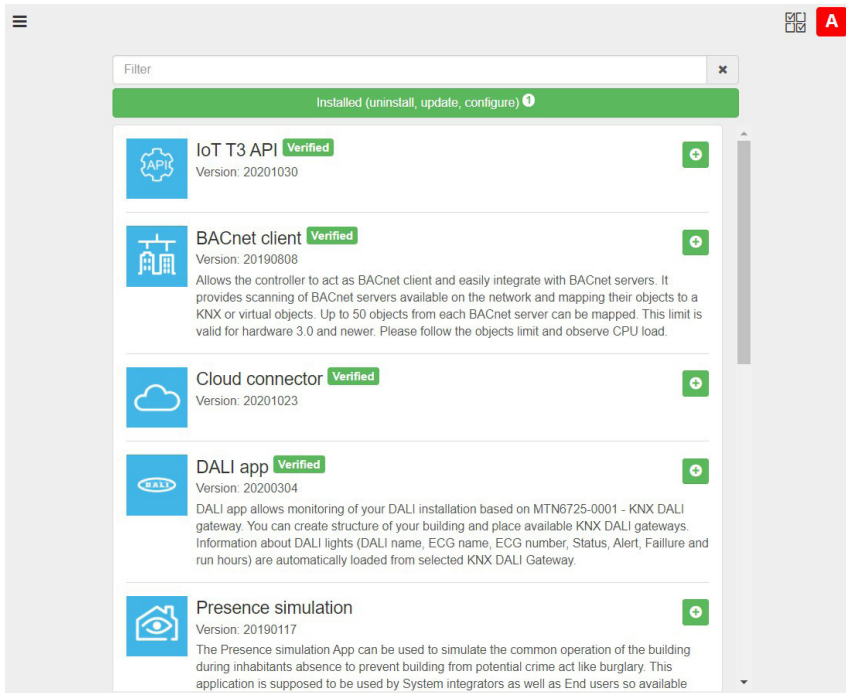 A
Filter
Installed (uninstall, update, configure) 1
IoT T3 API Verified
Version: 20201030
API
BACnet client Verified
Version: 20190808
Allows the controller to act as BACnet client and easily integrate with BACnet servers. It
provides scanning of BACnet servers available on the network and mapping their objects to a
KNX or virtual objects. Up to 50 objects from each BACnet server can be mapped. This limit is
valid for hardware 3.0 and newer. Please follow the objects limit and observe CPU load.
Cloud connector Verified
Version: 20201023
DALI app Verified
Version: 20200304
DALI
DALI app allows monitoring of your DALI installation based on MTN6725-0001 - KNX DALI
gateway. You can create structure of your building and place available KNX DALI gateways.
Information about DALI lights (DALI name, ECG name, ECG number, Status, Alert, Faillure and
run hours) are automatically loaded from selected KNX DALI Gateway.
Presence simulation
Version: 20190117
The Presence simulation App can be used to simulate the common operation of the building
during inhabitants absence to prevent building from potential crime act like burglary. This
application is supposed to be used by System integrators as well as End users so available